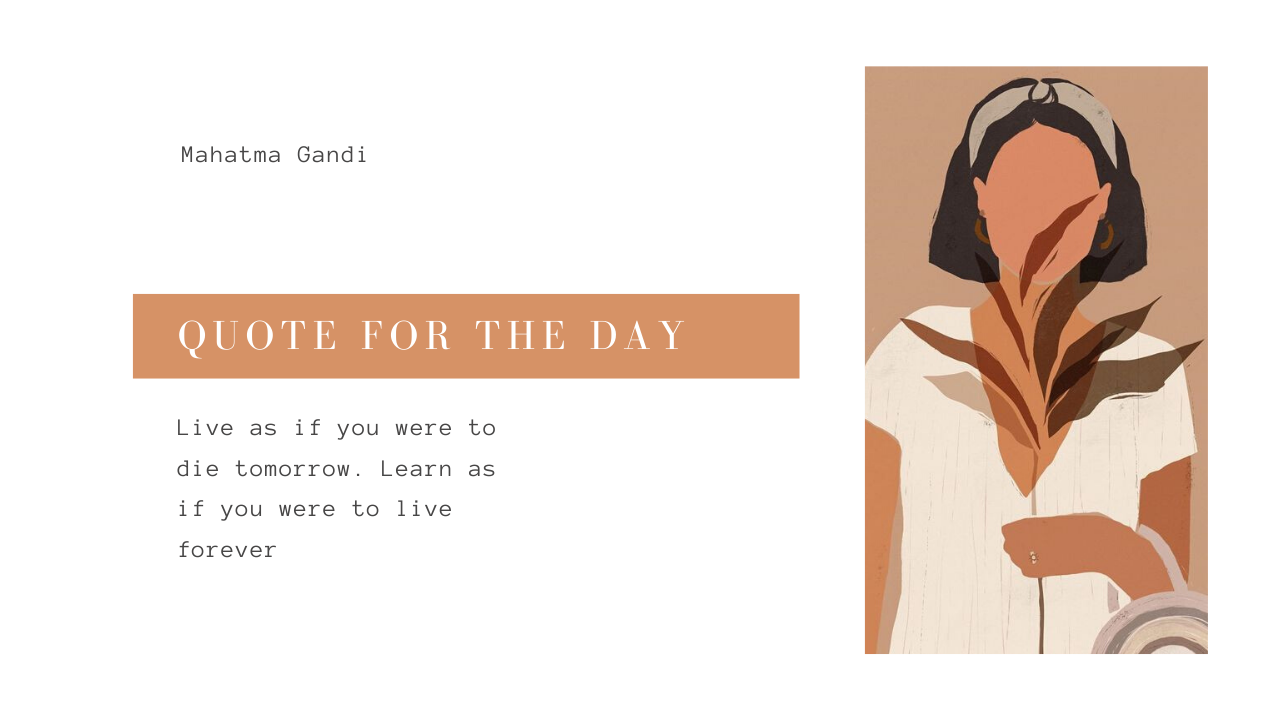 Mahatma Gandi
QUOTE FOR THE DAY
Live as if you were to
die tomorrow. Learn as
if you were to live
forever